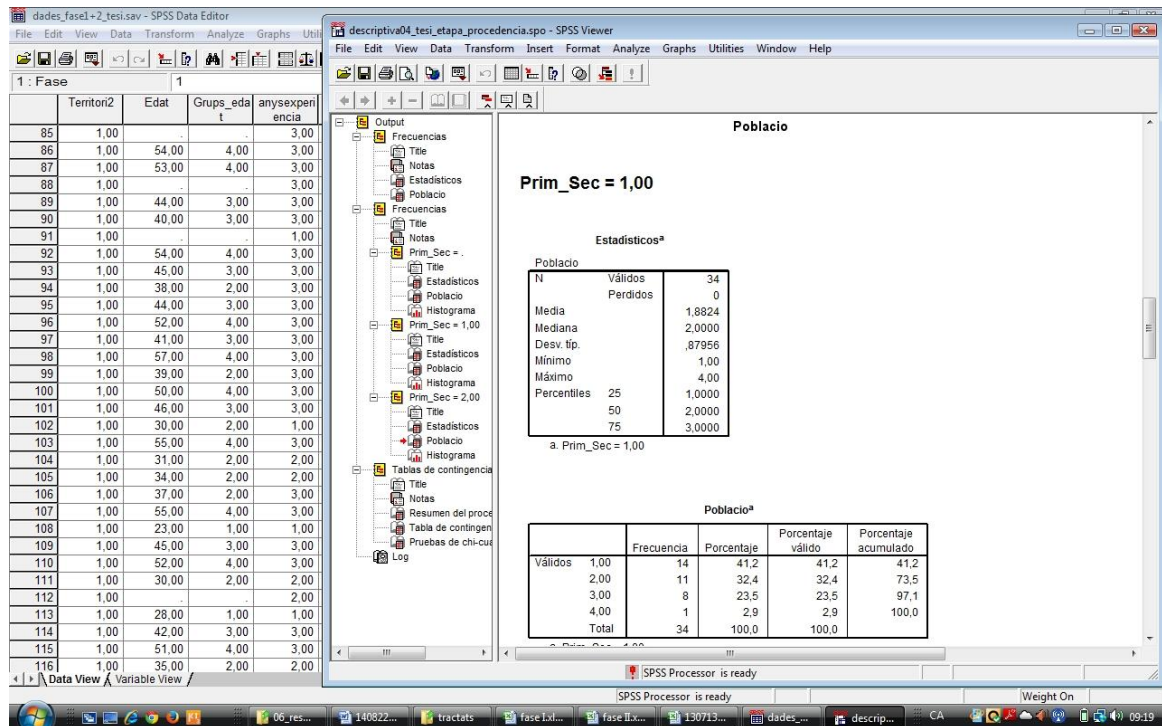 dades_fase1+2_tesi.sav - SPSS Data Editor
File Edit View Data Transform Analyze Graphs
1 : Fase 1
Territori2 Edat Grups_edat anysexperiencia
85 1,00 . . 3,00
86 1,00 54,00 4,00 3,00
87 1,00 53,00 4,00 3,00
88 1,00 . . 3,00
89 1,00 44,00 3,00 3,00
90 1,00 40,00 3,00 3,00
91 1,00 . . 1,00
92 1,00 54,00 4,00 3,00
93 1,00 45,00 3,00 3,00
94 1,00 38,00 2,00 3,00
95 1,00 44,00 3,00 3,00
96 1,00 52,00 4,00 3,00
97 1,00 41,00 3,00 3,00
98 1,00 57,00 4,00 3,00
99 1,00 39,00 2,00 3,00
100 1,00 50,00 4,00 3,00
101 1,00 46,00 3,00 3,00
102 1,00 30,00 2,00 1,00
103 1,00 55,00 4,00 3,00
104 1,00 31,00 2,00 2,00
105 1,00 34,00 2,00 2,00
106 1,00 37,00 2,00 3,00
107 1,00 55,00 4,00 3,00
108 1,00 23,00 1,00 1,00
109 1,00 45,00 3,00 3,00
110 1,00 52,00 4,00 3,00
111 1,00 30,00 2,00 2,00
112 1,00 . . 2,00
113 1,00 28,00 1,00 1,00
114 1,00 42,00 3,00 3,00
115 1,00 51,00 4,00 3,00
116 1,00 35,00 2,00 2,00
Data View Variable View
descriptiva04_tesi_etapa_procedencia.spo - SPSS Viewer
File Edit View Data Transform Insert Format Analyze Graphs Utilities Window Help
Output
Frecuencias
Title
Notas
Estadísticos
Poblacio
Frecuencias
Title
Notas
Prim_Sec = .
Title
Estadísticos
Poblacio
Histograma
Prim_Sec = 1,00
Title
Estadísticos
Poblacio
Histograma
Prim_Sec = 2,00
Title
Estadísticos
Poblacio
Histograma
Tablas de contingencia
Title
Notas
Resumen del proce
Tabla de contingen
Pruebas de chi-cua
Log
Poblacio
Prim_Sec = 1,00
Estadísticosª
Poblacio
N Válidos 34
Perdidos 0
Media 1,8824
Mediana 2,0000
Desv. típ. ,87956
Mínimo 1,00
Máximo 4,00
Percentiles 25 1,0000
50 2,0000
75 3,0000
a. Prim_Sec = 1,00
Poblacioª
Frecuencia Porcentaje Porcentaje válido Porcentaje acumulado
Válidos 1,00 14 41,2 41,2 41,2
2,00 11 32,4 32,4 73,5
3,00 8 23,5 23,5 97,1
4,00 1 2,9 2,9 100,0
Total 34 100,0 100,0
SPSS Processor is ready
SPSS Processor is ready Weight On
06_res... 140822... tractats fase I.xl... fase II.x... 130713... dades_... descrip... CA 09:19